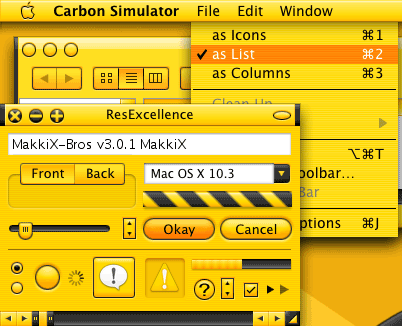 Carbon Simulator File Edit Window
as Icons ⌘1
✓ as List ⌘2
as Columns ⌘3
Clean Up
⌥⌘T
oolbar...
Bar
ptions ⌘J
ResExcellence
MakkiX-Bros v3.0.1 MakkiX
Front Back Mac OS X 10.3
Okay Cancel